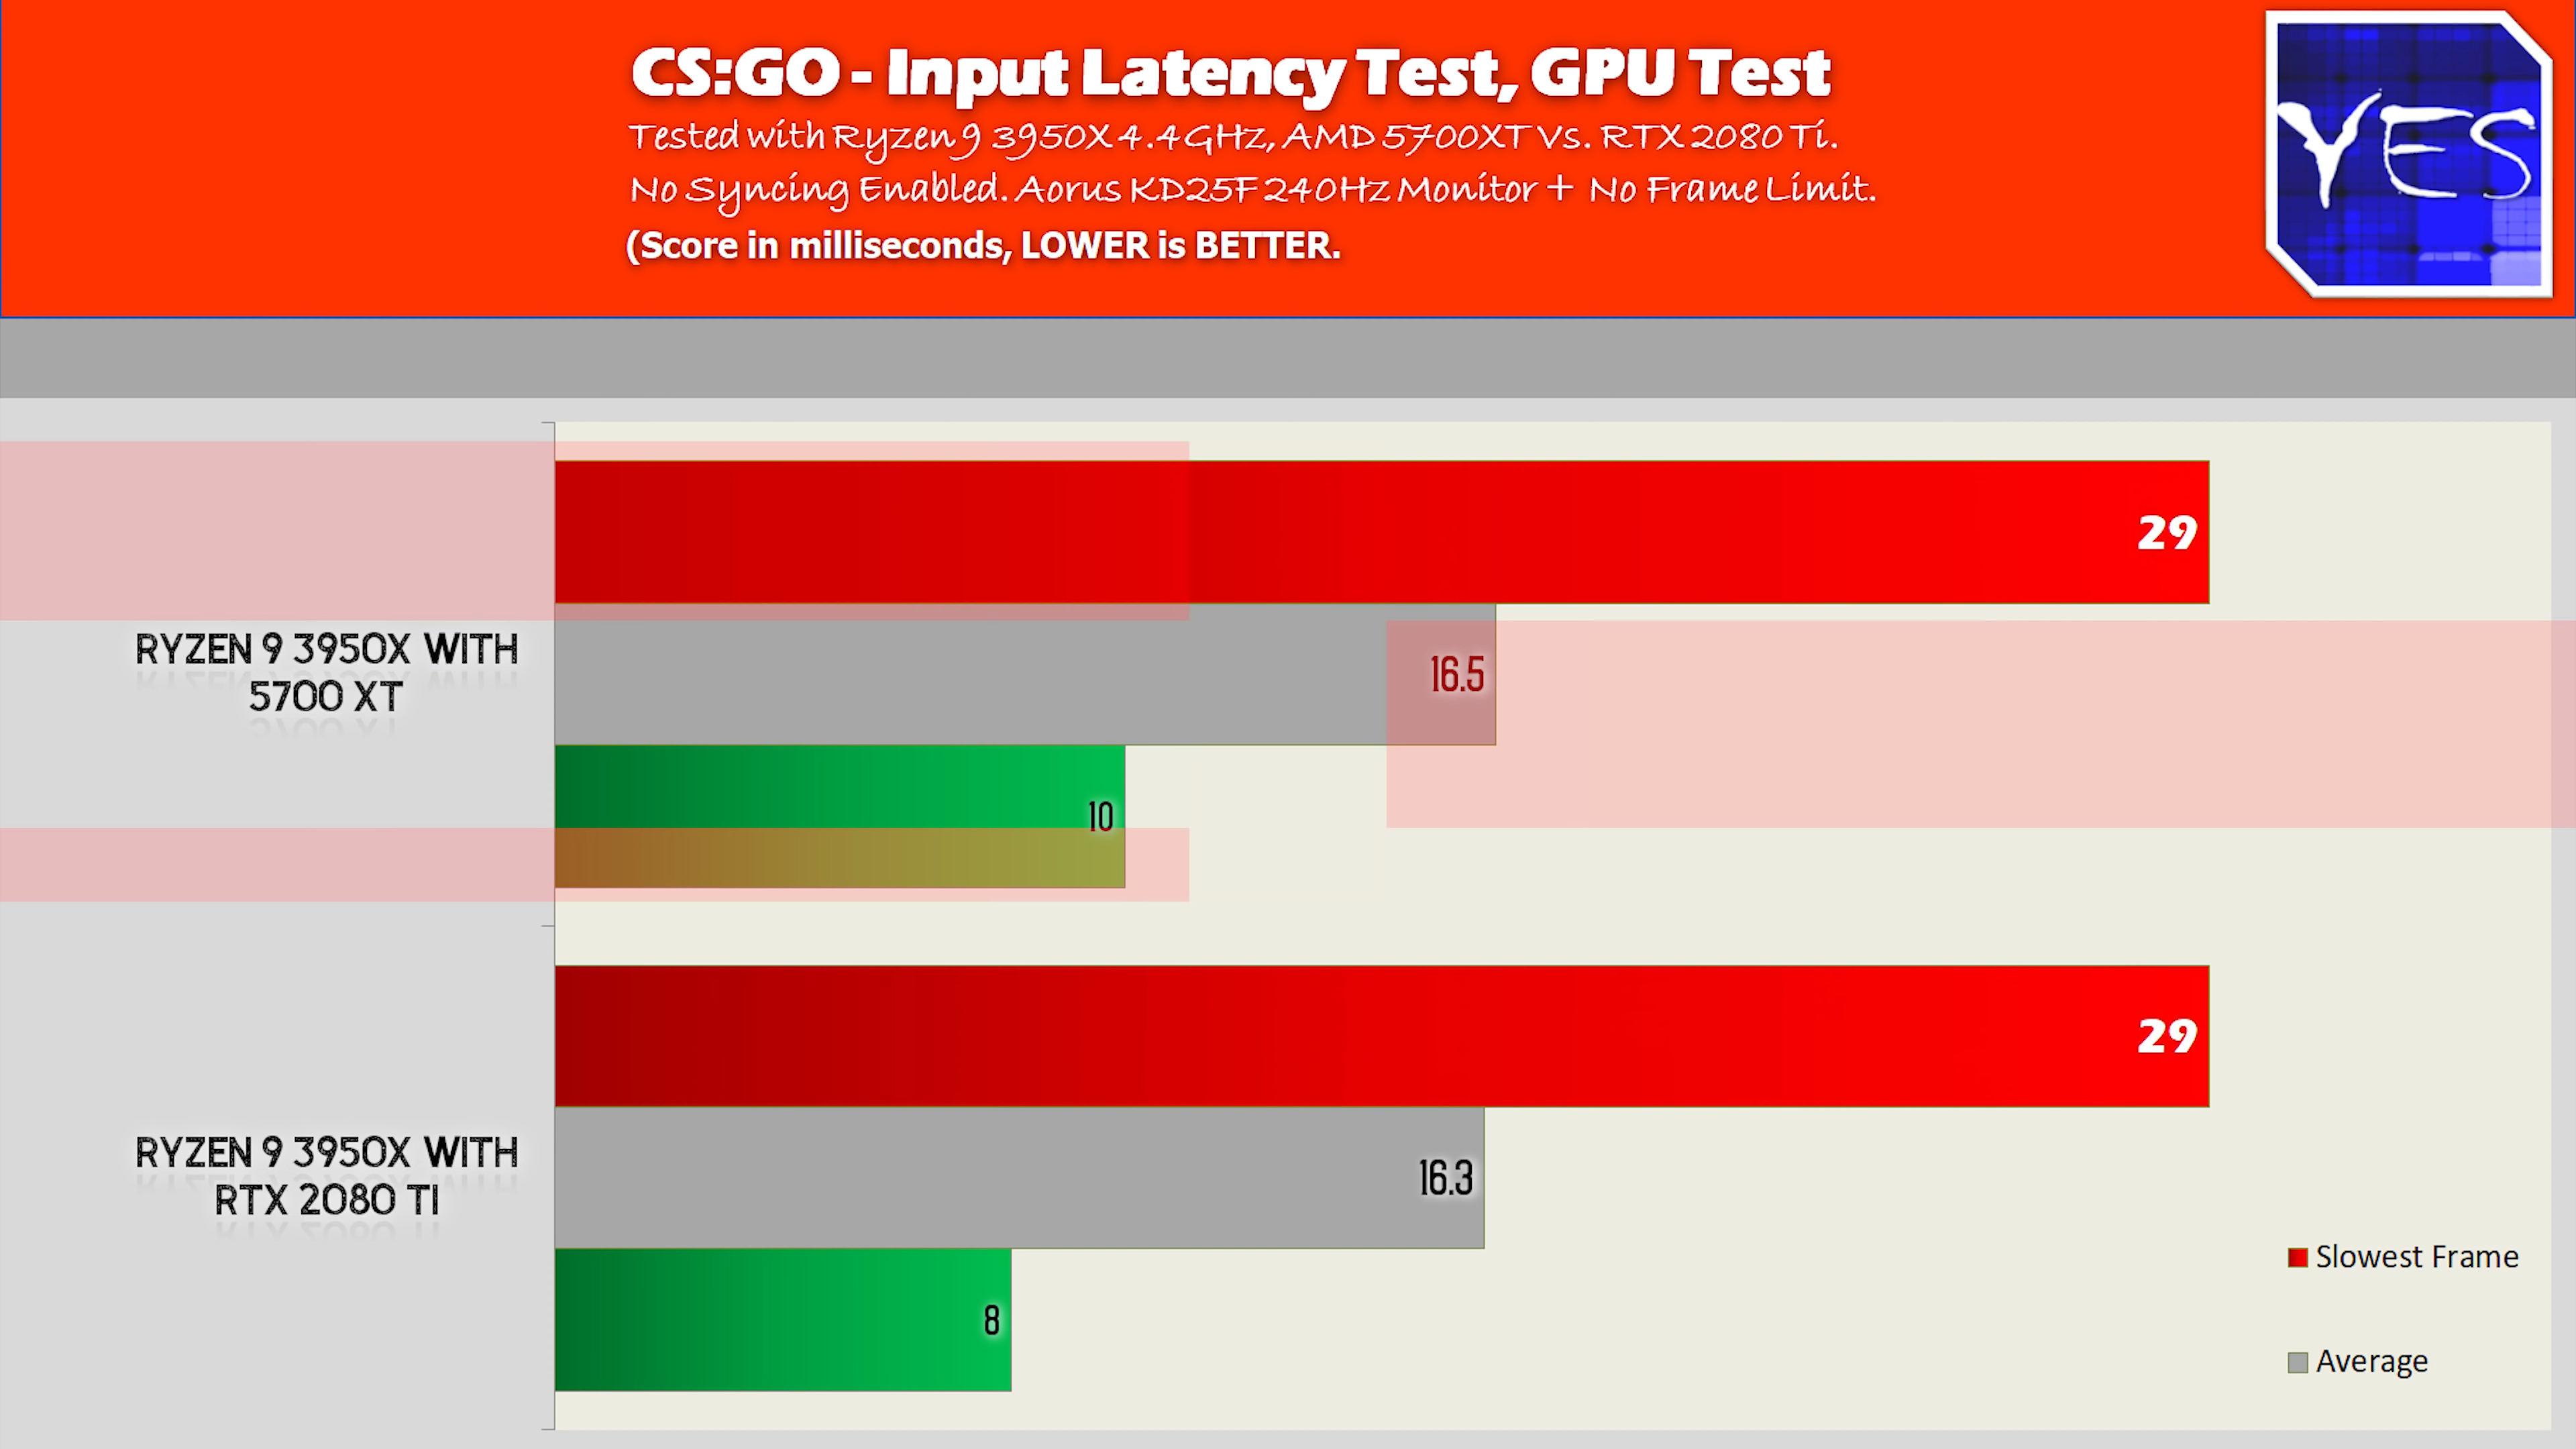 CS:GO - Input Latency Test, GPU Test
Tested with Ryzen 9 3950X 4.4GHz, AMD 5700XT Vs. RTX 2080 Ti.
No Syncing Enabled. Aorus KD25F 240Hz Monitor + No Frame Limit.
(Score in milliseconds, LOWER is BETTER.
YES
29
RYZEN 9 3950X WITH
5700 XT
16.5
10
29
RYZEN 9 3950X WITH
RTX 2080 TI
16.3
8
Slowest Frame
Average